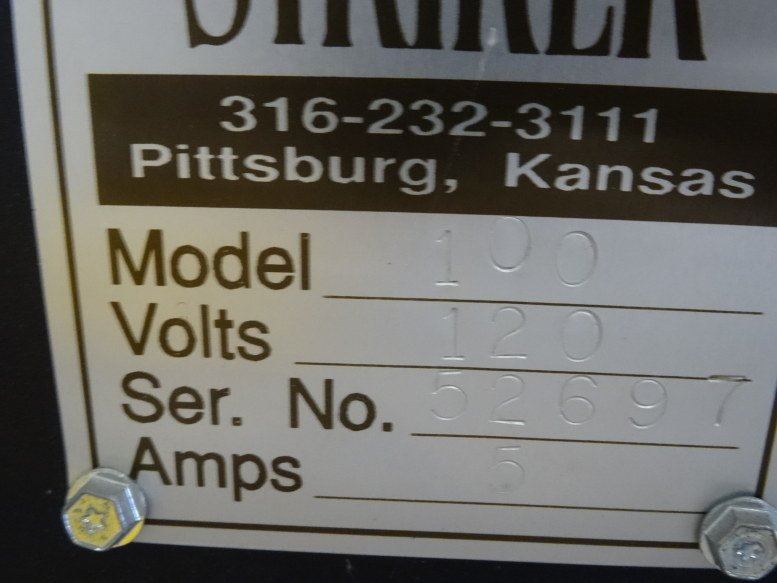 316-232-3111
Pittsburg, Kansas
Model 100
Volts 120
Ser. No. 52697
Amps 5